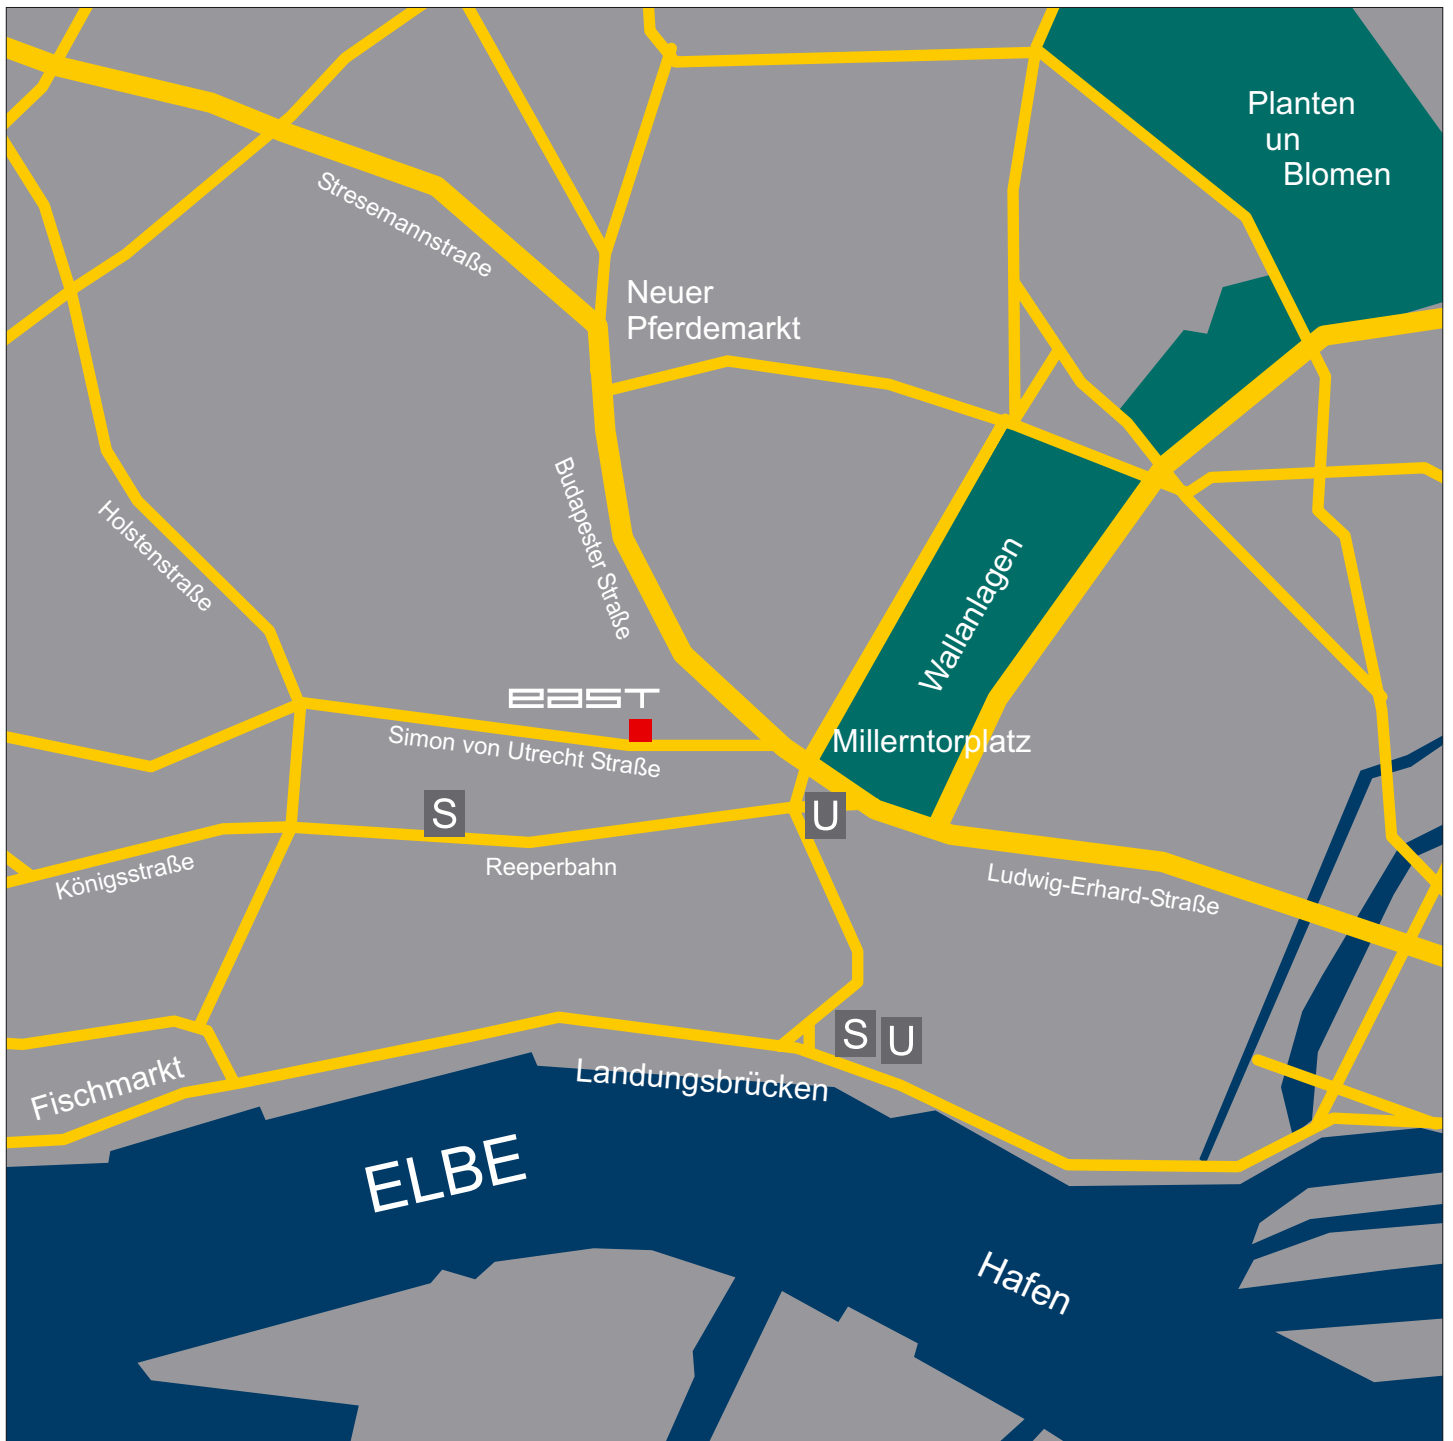 Planten
un
Blomen
Stresemannstraße
Neuer
Pferdemarkt
Budapester Straße
Holstenstraße
Wallanlagen
east
Simon von Utrecht Straße
Millerntorplatz
S
U
Reeperbahn
Königsstraße
Ludwig-Erhard-Straße
S
U
Fischmarkt
Landungsbrücken
ELBE
Hafen